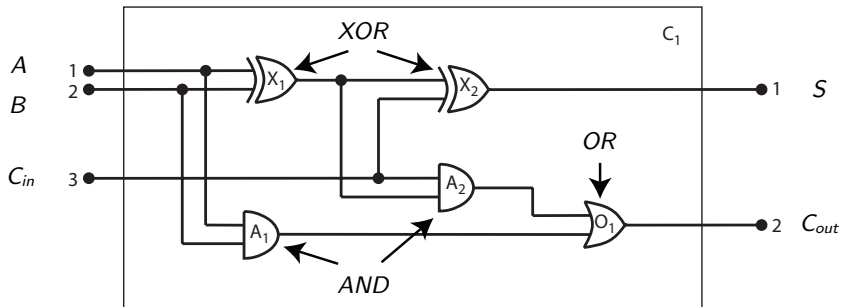 XOR
C1
A
1
X1
X2
2
B
1
S
OR
Cin
3
A2
A1
O1
2
Cout
AND